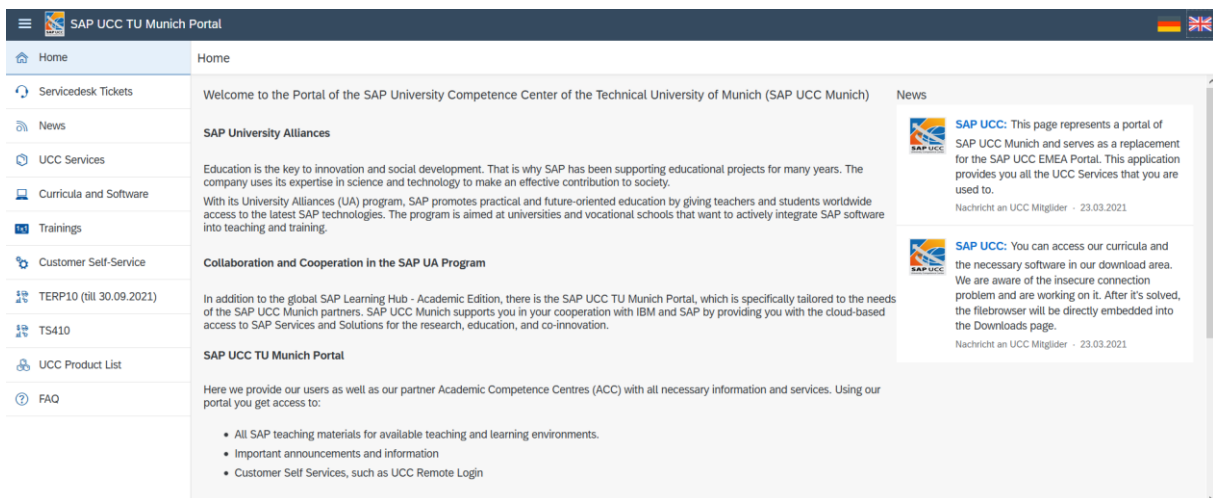 SAP UCC TU Munich Portal
SAP UCC
Home
Servicedesk Tickets
News
UCC Services
Curricula and Software
1x1
Trainings
Customer Self-Service
TERP10 (till 30.09.2021)
TS410
UCC Product List
FAQ
Home
Welcome to the Portal of the SAP University Competence Center of the Technical University of Munich (SAP UCC Munich)
SAP University Alliances
Education is the key to innovation and social development. That is why SAP has been supporting educational projects for many years. The
company uses its expertise in science and technology to make an effective contribution to society.
With its University Alliances (UA) program, SAP promotes practical and future-oriented education by giving teachers and students worldwide
access to the latest SAP technologies. The program is aimed at universities and vocational schools that want to actively integrate SAP software
into teaching and training.
Collaboration and Cooperation in the SAP UA Program
In addition to the global SAP Learning Hub - Academic Edition, there is the SAP UCC TU Munich Portal, which is specifically tailored to the needs
of the SAP UCC Munich partners. SAP UCC Munich supports you in your cooperation with IBM and SAP by providing you with the cloud-based
access to SAP Services and Solutions for the research, education, and co-innovation.
SAP UCC TU Munich Portal
Here we provide our users as well as our partner Academic Competence Centres (ACC) with all necessary information and services. Using our
portal you get access to:
• All SAP teaching materials for available teaching and learning environments.
• Important announcements and information
• Customer Self Services, such as UCC Remote Login
News
SAP UCC
SAP UCC: This page represents a portal of
SAP UCC Munich and serves as a replacement
for the SAP UCC EMEA Portal. This application
provides you all the UCC Services that you are
used to.
Nachricht an UCC Mitglider · 23.03.2021
SAP UCC
SAP UCC: You can access our curricula and
the necessary software in our download area.
We are aware of the insecure connection
problem and are working on it. After it's solved,
the filebrowser will be directly embedded into
the Downloads page.
Nachricht an UCC Mitglider · 23.03.2021